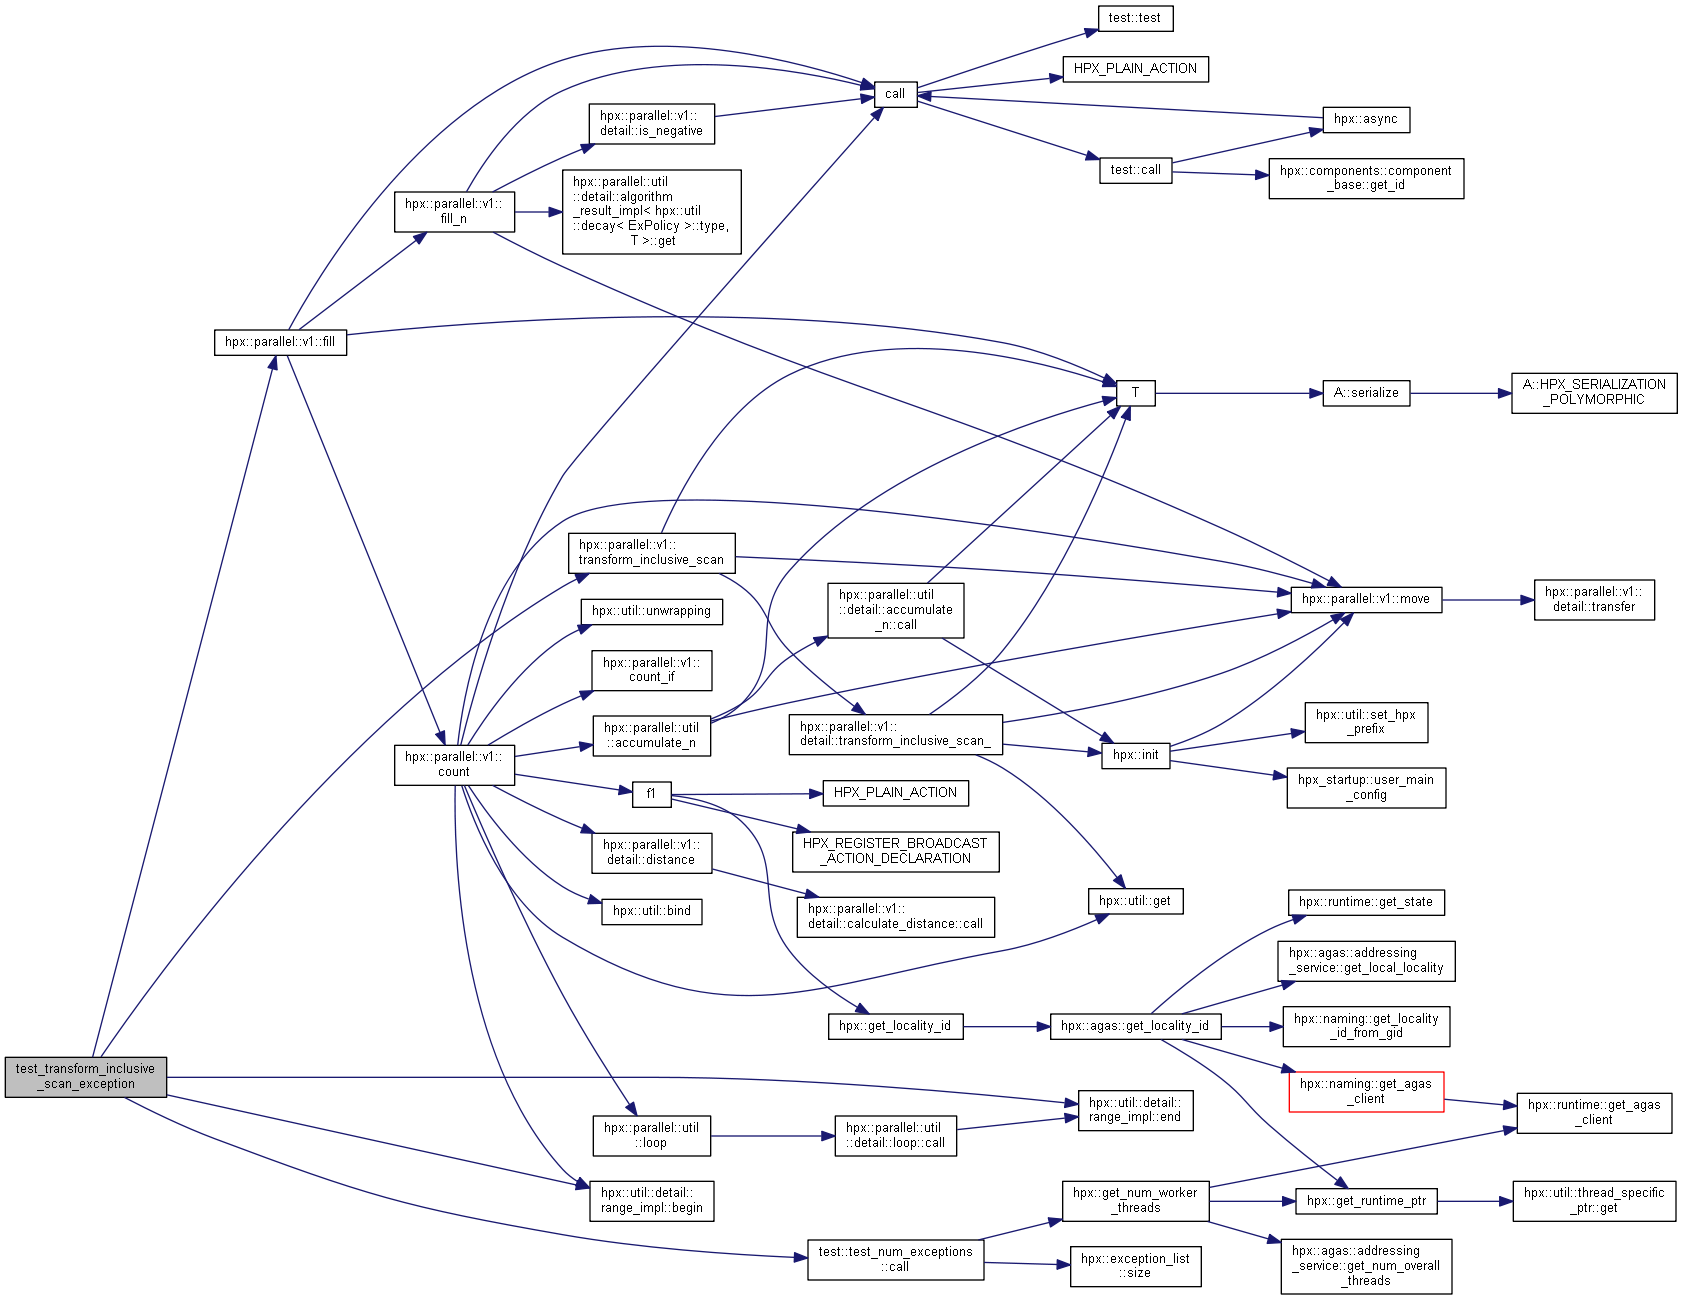 test::test
HPX_PLAIN_ACTION
call
hpx::async
hpx::parallel::v1::
detail::is_negative
test::call
hpx::components::component
_base::get_id
hpx::parallel::util
::detail::algorithm
_result_impl< hpx::util
::decay< ExPolicy >::type,
T >::get
hpx::parallel::v1::
fill_n
hpx::parallel::v1::fill
T
A::serialize
A::HPX_SERIALIZATION
_POLYMORPHIC
hpx::parallel::v1::
transform_inclusive_scan
hpx::util::unwrapping
hpx::parallel::util
::detail::accumulate
_n::call
hpx::parallel::v1::move
hpx::parallel::v1::
detail::transfer
hpx::parallel::v1::
count_if
hpx::parallel::util
::accumulate_n
hpx::parallel::v1::
detail::transform_inclusive_scan_
hpx::util::set_hpx
_prefix
hpx::init
hpx::parallel::v1::
count
hpx_startup::user_main
_config
f1
HPX_PLAIN_ACTION
HPX_REGISTER_BROADCAST
_ACTION_DECLARATION
hpx::parallel::v1::
detail::distance
hpx::util::bind
hpx::parallel::v1::
detail::calculate_distance::call
hpx::util::get
hpx::runtime::get_state
hpx::agas::addressing
_service::get_local_locality
hpx::get_locality_id
hpx::agas::get_locality_id
hpx::naming::get_locality
_id_from_gid
test_transform_inclusive
_scan_exception
hpx::naming::get_agas
_client
hpx::util::detail::
range_impl::end
hpx::runtime::get_agas
_client
hpx::parallel::util
::loop
hpx::parallel::util
::detail::loop::call
hpx::util::detail::
range_impl::begin
hpx::get_num_worker
_threads
hpx::get_runtime_ptr
hpx::util::thread_specific
_ptr::get
test::test_num_exceptions
::call
hpx::exception_list
::size
hpx::agas::addressing
_service::get_num_overall
_threads